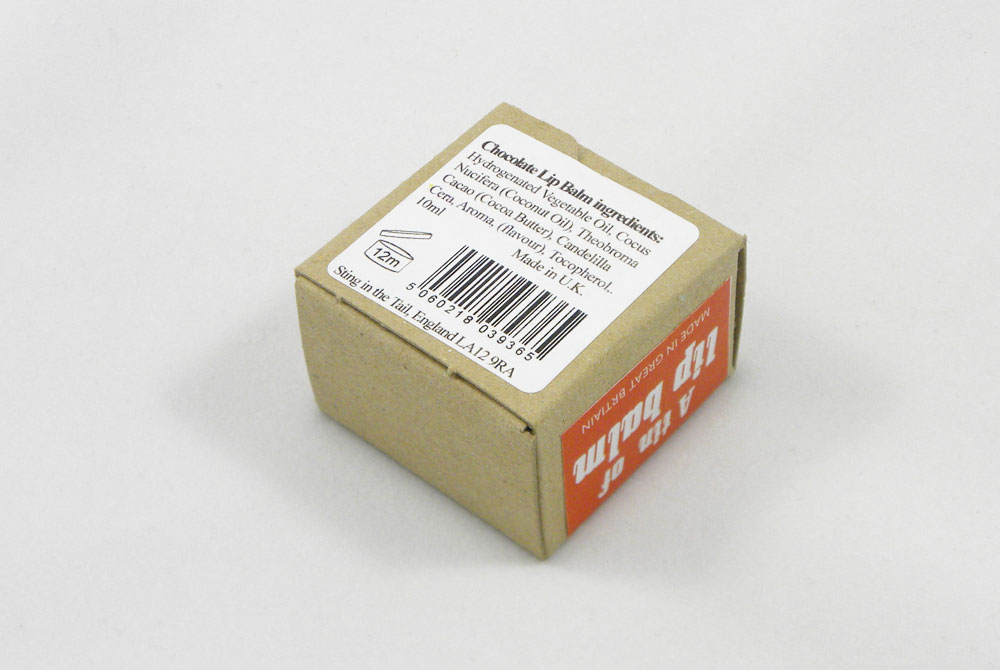 Chocolate Lip Balm ingredients:
Hydrogenated Vegetable Oil, Cocus
Nucifera (Coconut Oil), Theobroma
Cacao (Cocoa Butter), Candelilla
Cera, Aroma, (flavour), Tocopherol,.
10ml
Made in U.K.
12m
5 060218 039365
Sting in the Tail, England LA12 9RA
A tin of
lip balm
MADE IN GREAT BRTIAIN